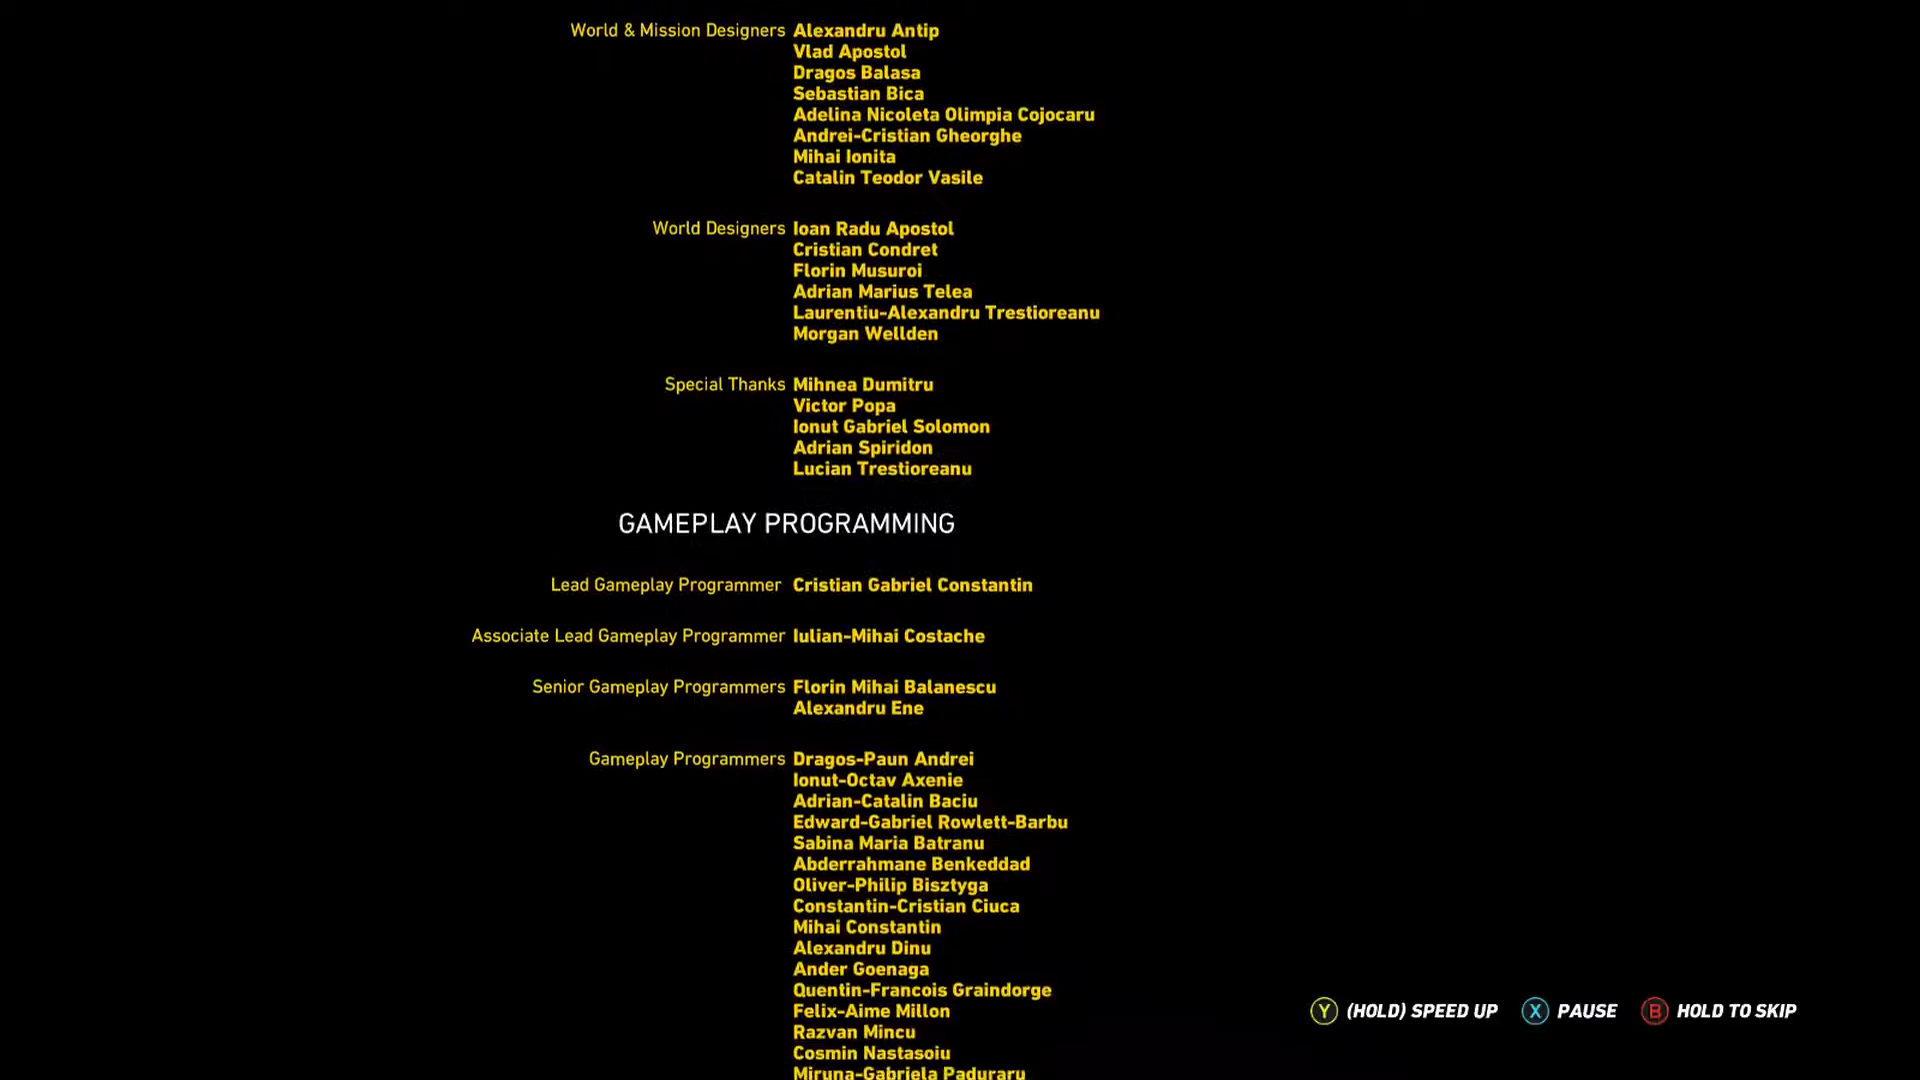 World & Mission Designers Alexandru Antip
Vlad Apostol
Dragos Balasa
Sebastian Bica
Adelina Nicoleta Olimpia Cojocaru
Andrei-Cristian Gheorghe
Mihai Ionita
Catalin Teodor Vasile
World Designers Ioan Radu Apostol
Cristian Condret
Florin Musuroi
Adrian Marius Telea
Laurentiu-Alexandru Trestioreanu
Morgan Wellden
Special Thanks Mihnea Dumitru
Victor Popa
Ionut Gabriel Solomon
Adrian Spiridon
Lucian Trestioreanu
GAMEPLAY PROGRAMMING
Lead Gameplay Programmer Cristian Gabriel Constantin
Associate Lead Gameplay Programmer Iulian-Mihai Costache
Senior Gameplay Programmers Florin Mihai Balanescu
Alexandru Ene
Gameplay Programmers Dragos-Paun Andrei
Ionut-Octav Axenie
Adrian-Catalin Baciu
Edward-Gabriel Rowlett-Barbu
Sabina Maria Batranu
Abderrahmane Benkeddad
Oliver-Philip Bisztyga
Constantin-Cristian Ciuca
Mihai Constantin
Alexandru Dinu
Ander Goenaga
Quentin-Francois Graindorge
Felix-Aime Millon
Razvan Mincu
Cosmin Nastasoiu
Miruna-Gabriela Paduraru
Y (HOLD) SPEED UP X PAUSE B HOLD TO SKIP